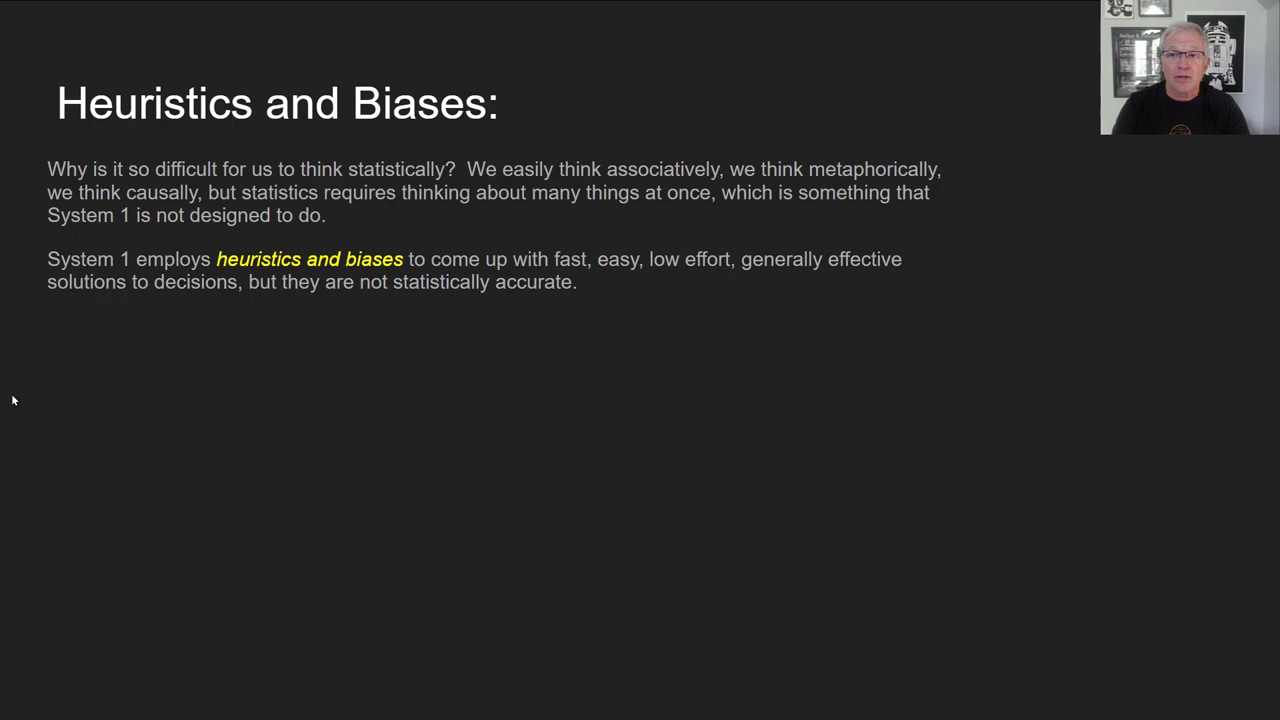 Heuristics and Biases:
Why is it so difficult for us to think statistically?  We easily think associatively, we think metaphorically,
we think causally, but statistics requires thinking about many things at once, which is something that
System 1 is not designed to do.
System 1 employs heuristics and biases to come up with fast, easy, low effort, generally effective
solutions to decisions, but they are not statistically accurate.